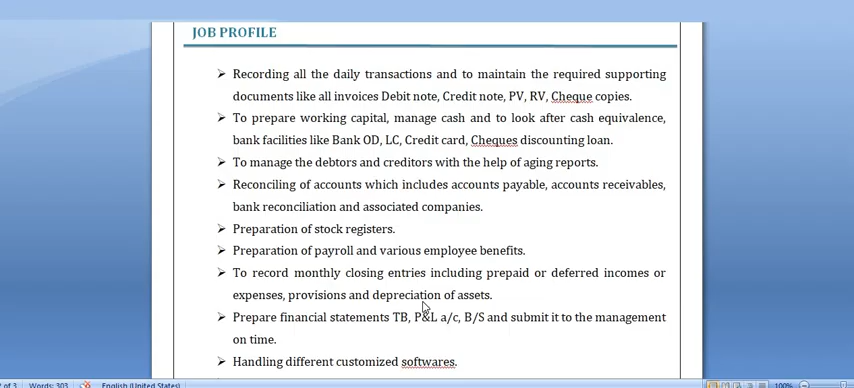 JOB PROFILE
Recording all the daily transactions and to maintain the required supporting
documents like all invoices Debit note, Credit note, PV, RV, Cheque copies.
To prepare working capital, manage cash and to look after cash equivalence,
bank facilities like Bank OD, LC, Credit card, Cheques discounting loan.
To manage the debtors and creditors with the help of aging reports.
Reconciling of accounts which includes accounts payable, accounts receivables,
bank reconciliation and associated companies.
Preparation of stock registers.
Preparation of payroll and various employee benefits.
To record monthly closing entries including prepaid or deferred incomes or
expenses, provisions and depreciation of assets.
Prepare financial statements TB, P&L a/c, B/S and submit it to the management
on time.
Handling different customized softwares.
of 3 Words: 303 English (United States) 100%